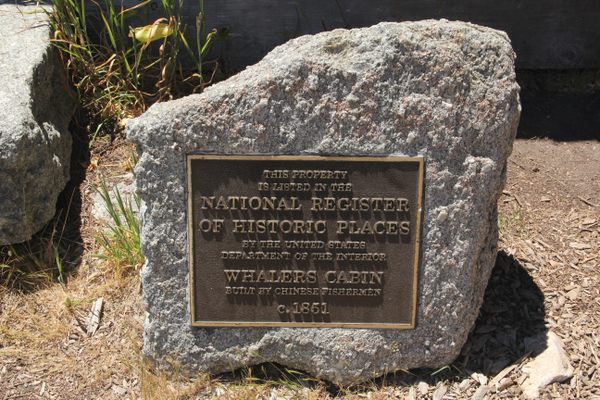 THIS PROPERTY
IS LISTED IN THE
NATIONAL REGISTER
OF HISTORIC PLACES
BY THE UNITED STATES
DEPARTMENT OF THE INTERIOR
WHALERS CABIN
BUILT BY CHINESE FISHERMEN
c. 1851